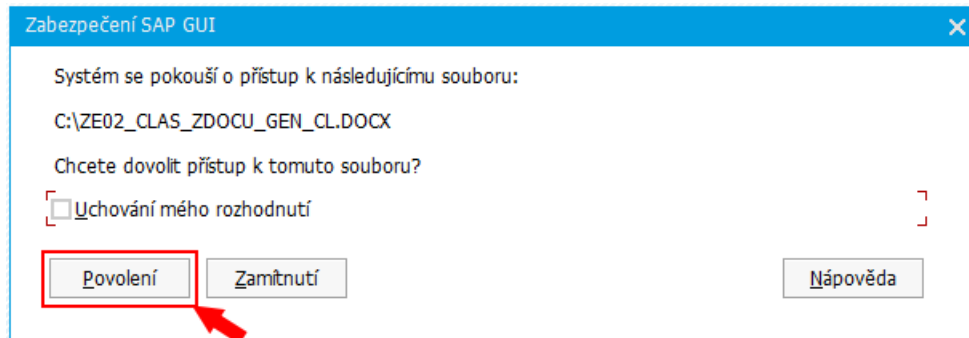 Zabezpečení SAP GUI
Systém se pokouší o přístup k následujícímu souboru:
C:\ZE02_CLAS_ZDOCU_GEN_CL.DOCX
Chcete dovolit přístup k tomuto souboru?
Uchování mého rozhodnutí
Povolení Zamítnutí Nápověda